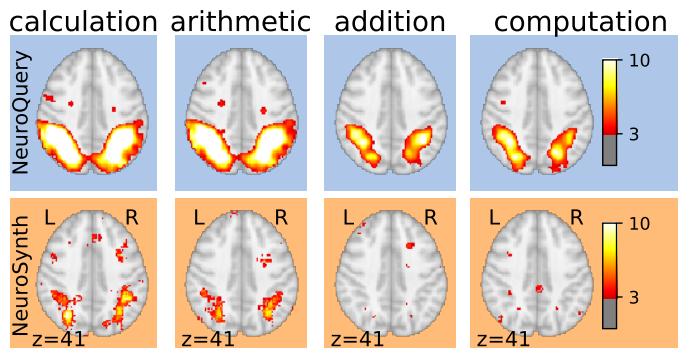 calculation arithmetic addition computation
NeuroQuery
10
3
NeuroSynth
L R L R L R L R
10
3
z=41 z=41 z=41 z=41